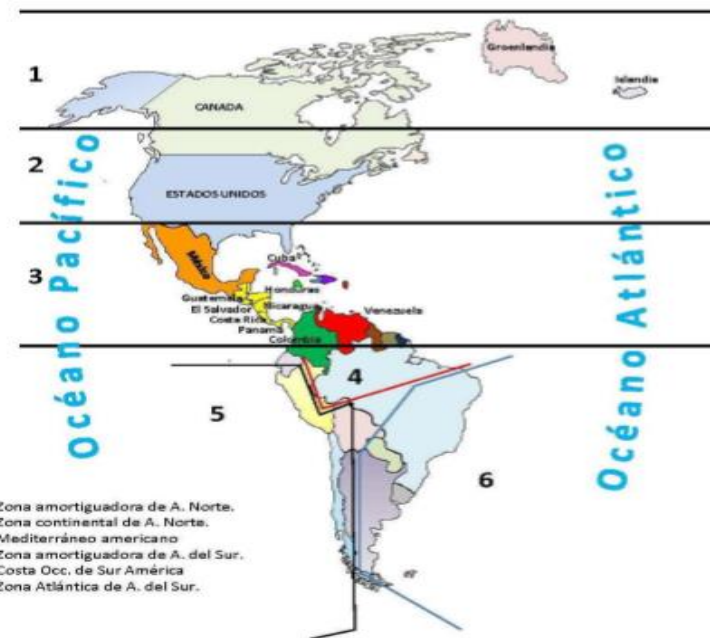 Groenlandia
Islandia
1
CANADA
2
ESTADOS UNIDOS
Océano Pacífico
Océano Atlántico
3
México
Cuba
Honduras
Guatemala
Nicaragua
El Salvador
Costa Rica
Panamá
Venezuela
Colombia
4
5
6
Zona amortiguadora de A. Norte.
Zona continental de A. Norte.
Mediterráneo americano
Zona amortiguadora de A. del Sur.
Costa Occ. de Sur América
Zona Atlántica de A. del Sur.